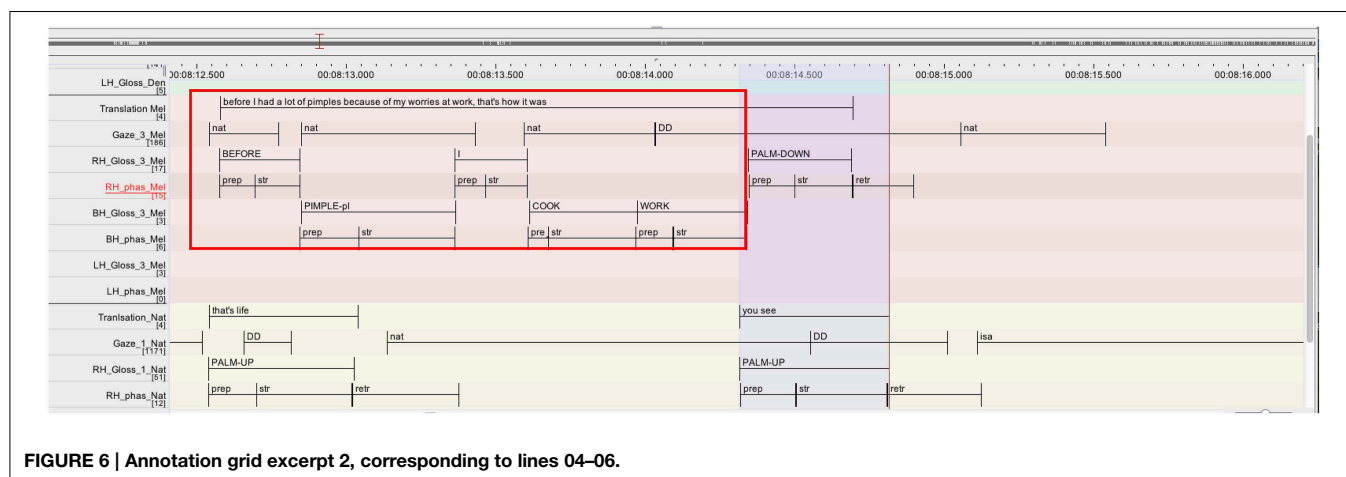 00:08:12.500 00:08:13.000 00:08:13.500 00:08:14.000 00:08:14.500 00:08:15.000 00:08:15.500 00:08:16.000
LH_Gloss_Den
[5]
Translation Mel before I had a lot of pimples because of my worries at work, that's how it was
[4]
Gaze_3_Mel nat nat nat DD nat
[186]
RH_Gloss_3_Mel BEFORE I PALM-DOWN
[17]
RH_phas_Mel prep str prep str prep str retr
[15]
BH_Gloss_3_Mel PIMPLE-pl COOK WORK
[3]
BH_phas_Mel prep str pre str prep str
[6]
LH_Gloss_3_Mel
[3]
LH_phas_Mel
[0]
Tranlsation_Nat that's life you see
[4]
Gaze_1_Nat DD nat DD isa
[1171]
RH_Gloss_1_Nat PALM-UP PALM-UP
[51]
RH_phas_Nat prep str retr prep str retr
[12]
FIGURE 6 | Annotation grid excerpt 2, corresponding to lines 04–06.